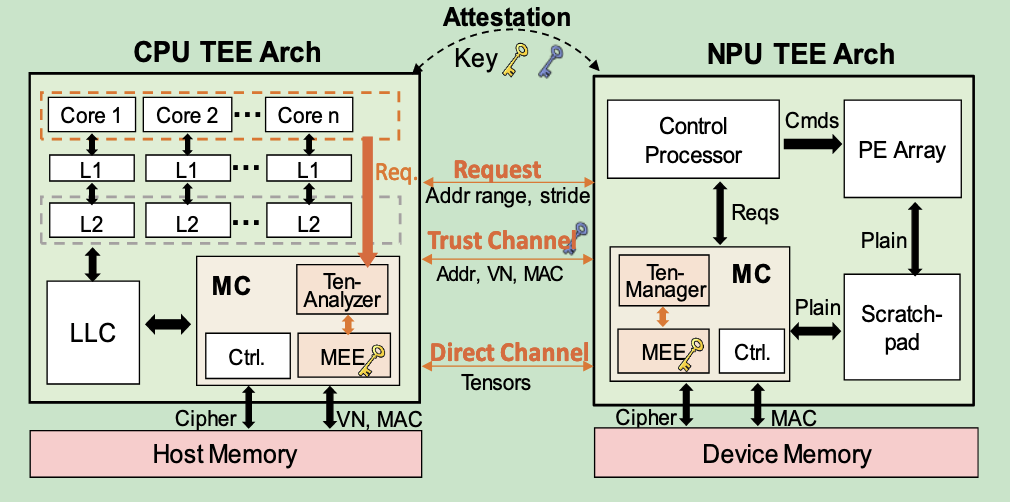 Attestation
Key
CPU TEE Arch
NPU TEE Arch
Core 1
Core 2
Core n
L1
L1
L1
L2
L2
L2
Req.
LLC
MC
Ten-
Analyzer
Ctrl.
MEE
Cipher
VN, MAC
Host Memory
Request
Addr range, stride
Trust Channel
Addr, VN, MAC
Direct Channel
Tensors
Control
Processor
Cmds
PE Array
Reqs
Plain
Ten-
Manager
MC
MEE
Ctrl.
Plain
Scratch-
pad
Cipher
MAC
Device Memory